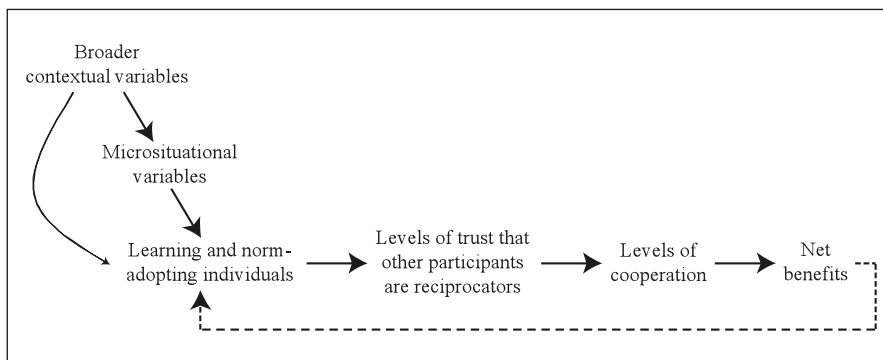 Broader
contextual variables
Microsituational
variables
Learning and norm-
adopting individuals
Levels of trust that
other participants
are reciprocators
Levels of
cooperation
Net
benefits